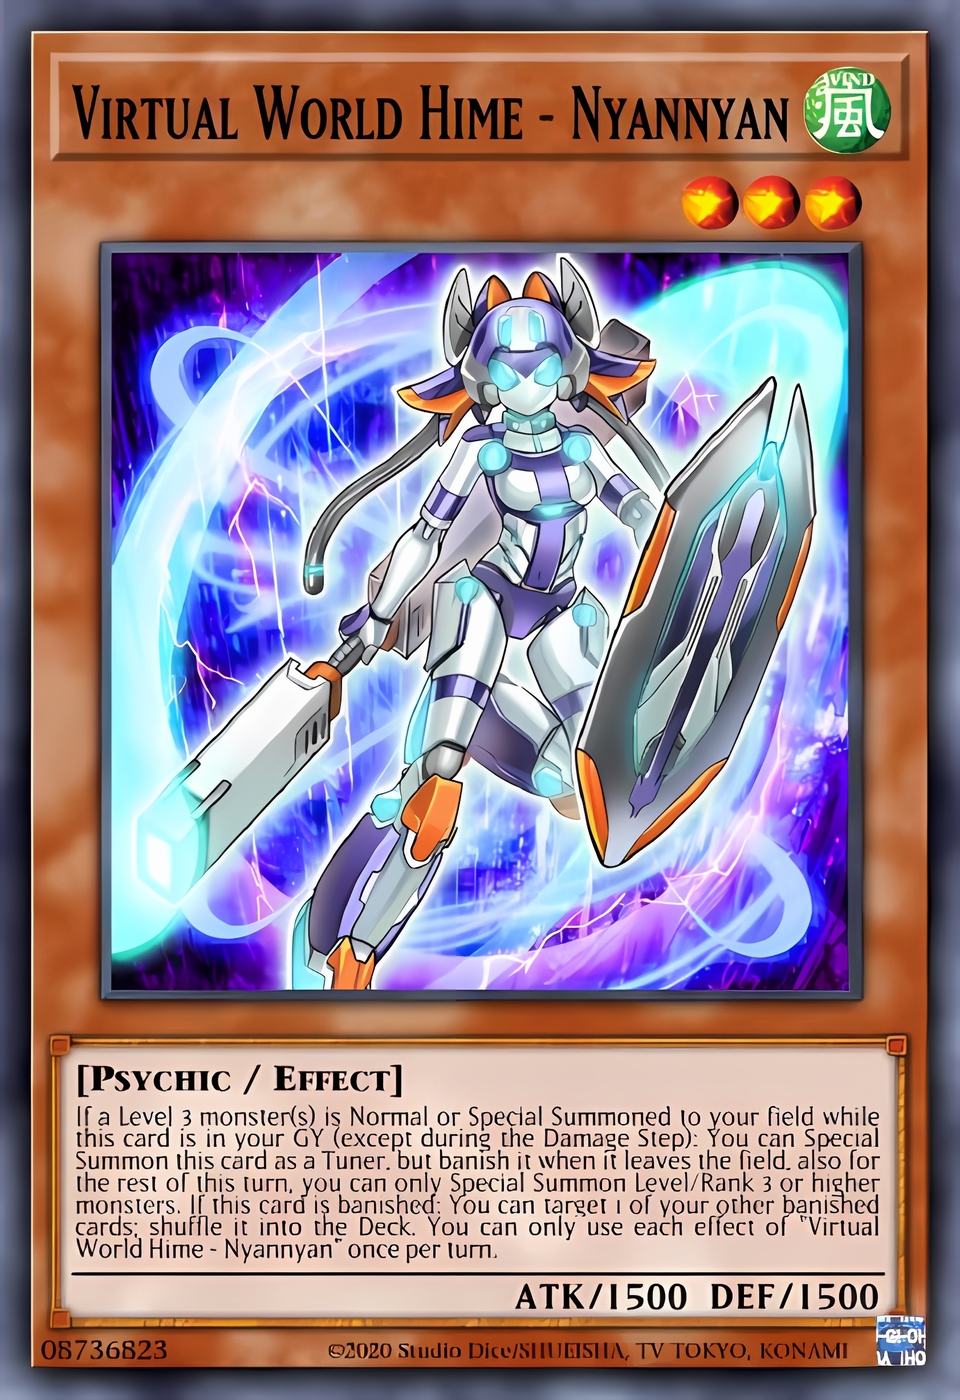 VIRTUAL WORLD HIME - NYANNYAN
WIND
風
[PSYCHIC / EFFECT]
If a Level 3 monster(s) is Normal or Special Summoned to your field while
this card is in your GY (except during the Damage Step): You can Special
Summon this card as a Tuner, but banish it when it leaves the field, also for
the rest of this turn, you can only Special Summon Level/Rank 3 or higher
monsters. If this card is banished: You can target 1 of your other banished
cards; shuffle it into the Deck. You can only use each effect of "Virtual
World Hime - Nyannyan" once per turn.
ATK/1500 DEF/1500
08736823
©2020 Studio Dice/SHUEISHA, TV TOKYO, KONAMI